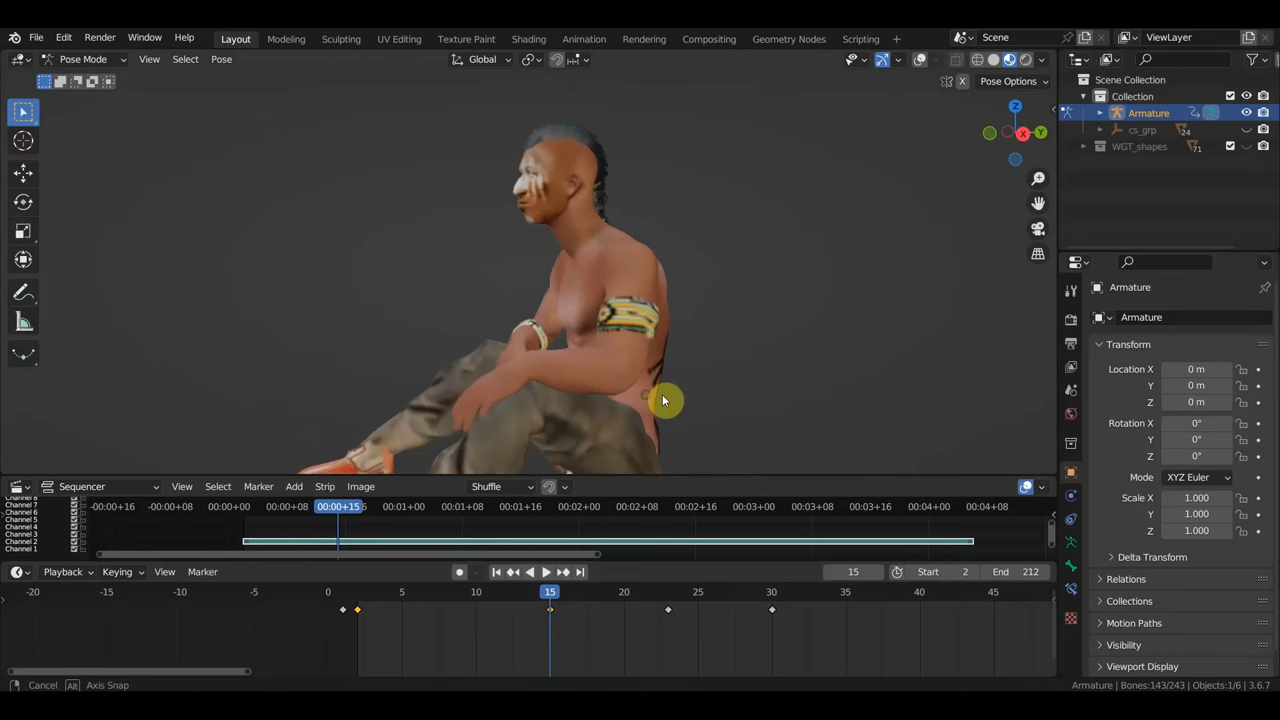 File Edit Render Window Help Layout Modeling Sculpting UV Editing Texture Paint Shading Animation Rendering Compositing Geometry Nodes Scripting + Scene ViewLayer
Pose Mode View Select Pose Global
X Pose Options
Scene Collection
Collection
Armature
cs_grp 24
WGT_shapes 71
Z
X Y
Armature
Armature
Transform
Location X 0 m
Y 0 m
Z 0 m
Rotation X 0°
Y 0°
Z 0°
Mode XYZ Euler
Scale X 1.000
Y 1.000
Z 1.000
Delta Transform
Relations
Collections
Motion Paths
Visibility
Viewport Display
Sequencer View Select Marker Add Strip Image Shuffle
Channel 7
Channel 6
Channel 5
Channel 4
Channel 3
Channel 2
Channel 1
-00:00+16 -00:00+08 00:00+00 00:00+08 00:00+15 00:01+00 00:01+08 00:01+16 00:02+00 00:02+08 00:02+16 00:03+00 00:03+08 00:03+16 00:04+00 00:04+08
Playback Keying View Marker 15 Start 2 End 212
-20 -15 -10 -5 0 5 10 15 20 25 30 35 40 45
Cancel Alt Axis Snap Armature | Bones:143/243 | Objects:1/6 | 3.6.7